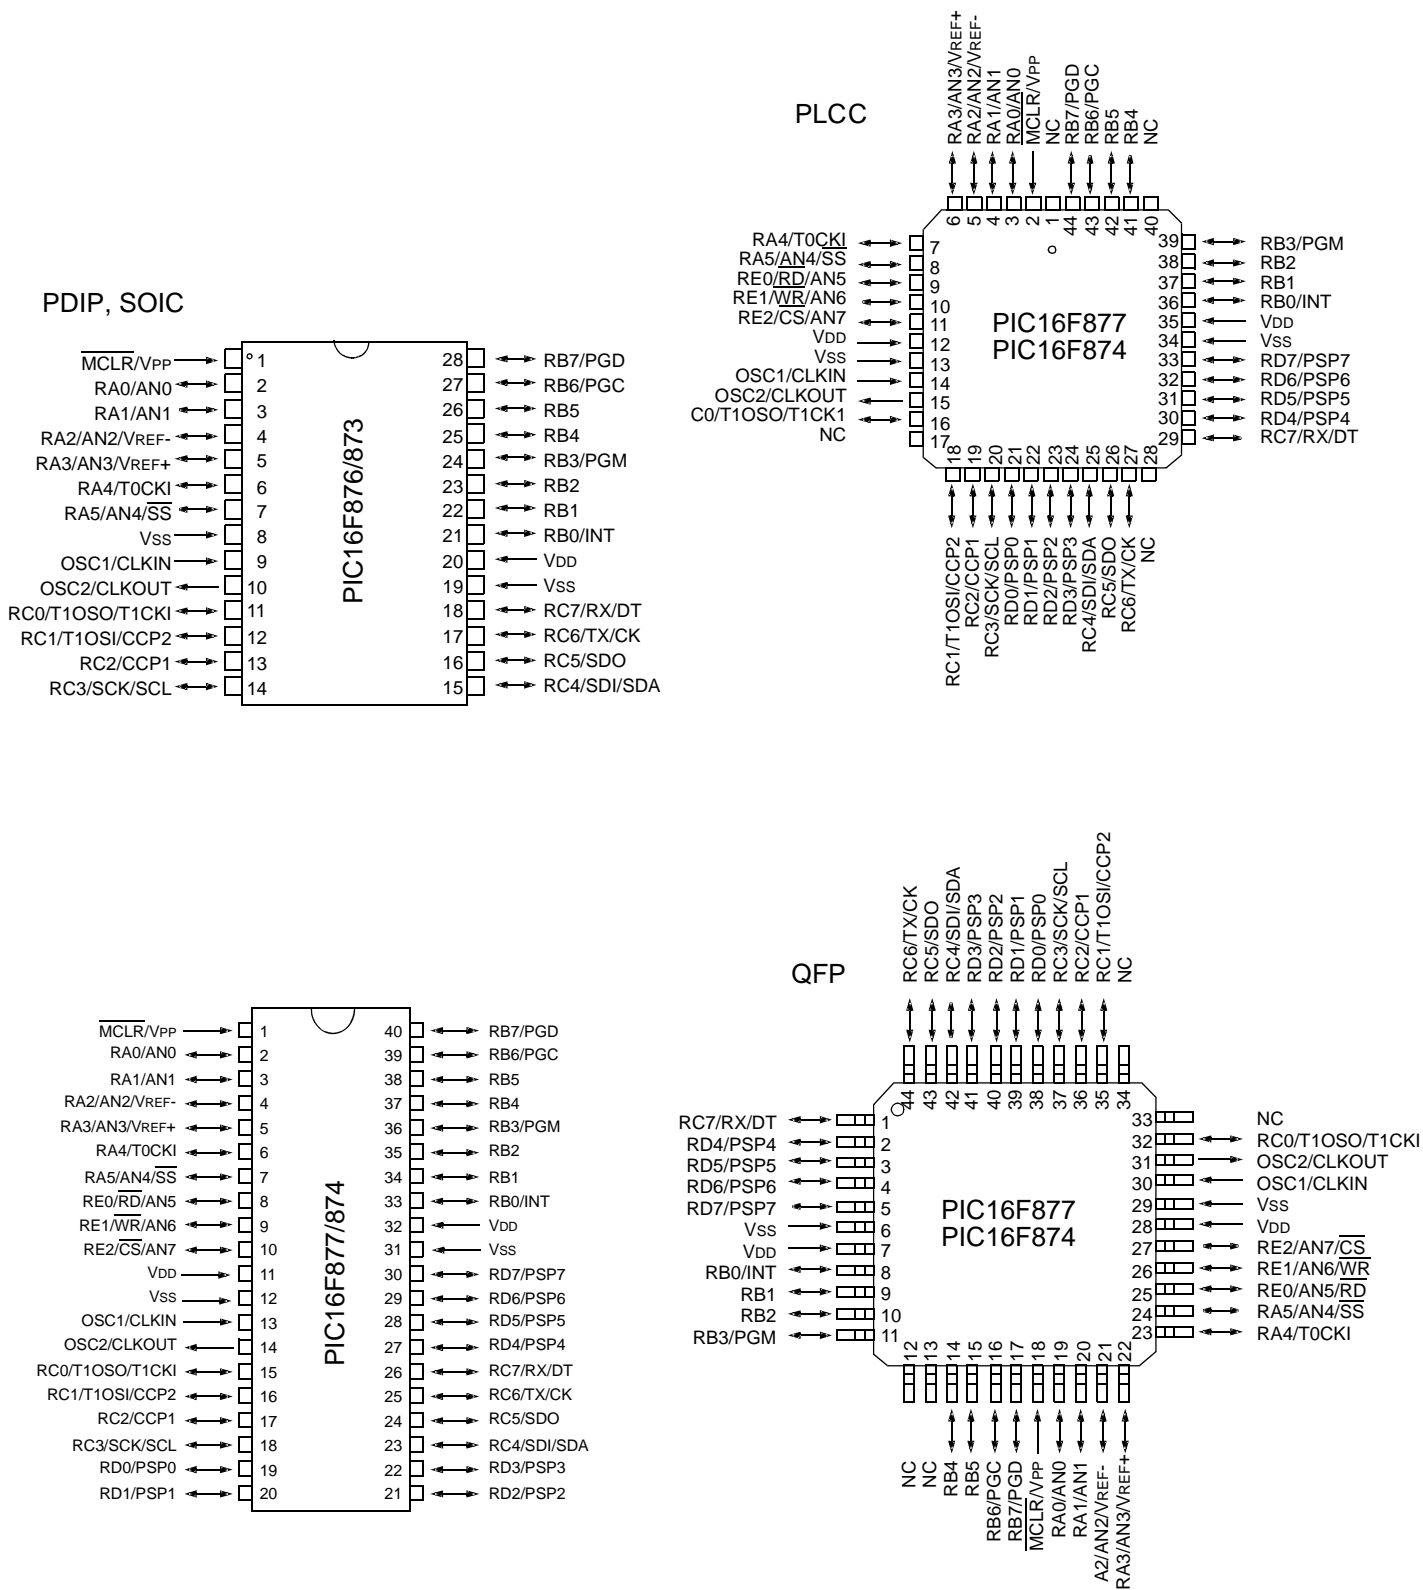 PDIP, SOIC
MCLR/VPP
RA0/AN0
RA1/AN1
RA2/AN2/VREF-
RA3/AN3/VREF+
RA4/T0CKI
RA5/AN4/SS
VSS
OSC1/CLKIN
OSC2/CLKOUT
RC0/T1OSO/T1CKI
RC1/T1OSI/CCP2
RC2/CCP1
RC3/SCK/SCL
1
2
3
4
5
6
7
8
9
10
11
12
13
14
PIC16F876/873
28
27
26
25
24
23
22
21
20
19
18
17
16
15
RB7/PGD
RB6/PGC
RB5
RB4
RB3/PGM
RB2
RB1
RB0/INT
VDD
VSS
RC7/RX/DT
RC6/TX/CK
RC5/SDO
RC4/SDI/SDA
PLCC
RA3/AN3/VREF+
RA2/AN2/VREF-
RA1/AN1
RA0/AN0
MCLR/VPP
NC
RB7/PGD
RB6/PGC
RB5
RB4
NC
6
5
4
3
2
1
44
43
42
41
40
RA4/T0CKI
RA5/AN4/SS
RE0/RD/AN5
RE1/WR/AN6
RE2/CS/AN7
VDD
VSS
OSC1/CLKIN
OSC2/CLKOUT
C0/T1OSO/T1CK1
NC
7
8
9
10
11
12
13
14
15
16
17
PIC16F877
PIC16F874
39
38
37
36
35
34
33
32
31
30
29
RB3/PGM
RB2
RB1
RB0/INT
VDD
VSS
RD7/PSP7
RD6/PSP6
RD5/PSP5
RD4/PSP4
RC7/RX/DT
18
19
20
21
22
23
24
25
26
27
28
RC1/T1OSI/CCP2
RC2/CCP1
RC3/SCK/SCL
RD0/PSP0
RD1/PSP1
RD2/PSP2
RD3/PSP3
RC4/SDI/SDA
RC5/SDO
RC6/TX/CK
NC
MCLR/VPP
RA0/AN0
RA1/AN1
RA2/AN2/VREF-
RA3/AN3/VREF+
RA4/T0CKI
RA5/AN4/SS
RE0/RD/AN5
RE1/WR/AN6
RE2/CS/AN7
VDD
VSS
OSC1/CLKIN
OSC2/CLKOUT
RC0/T1OSO/T1CKI
RC1/T1OSI/CCP2
RC2/CCP1
RC3/SCK/SCL
RD0/PSP0
RD1/PSP1
1
2
3
4
5
6
7
8
9
10
11
12
13
14
15
16
17
18
19
20
PIC16F877/874
40
39
38
37
36
35
34
33
32
31
30
29
28
27
26
25
24
23
22
21
RB7/PGD
RB6/PGC
RB5
RB4
RB3/PGM
RB2
RB1
RB0/INT
VDD
VSS
RD7/PSP7
RD6/PSP6
RD5/PSP5
RD4/PSP4
RC7/RX/DT
RC6/TX/CK
RC5/SDO
RC4/SDI/SDA
RD3/PSP3
RD2/PSP2
QFP
RC6/TX/CK
RC5/SDO
RC4/SDI/SDA
RD3/PSP3
RD2/PSP2
RD1/PSP1
RD0/PSP0
RC3/SCK/SCL
RC2/CCP1
RC1/T1OSI/CCP2
NC
44
43
42
41
40
39
38
37
36
35
34
RC7/RX/DT
RD4/PSP4
RD5/PSP5
RD6/PSP6
RD7/PSP7
VSS
VDD
RB0/INT
RB1
RB2
RB3/PGM
1
2
3
4
5
6
7
8
9
10
11
PIC16F877
PIC16F874
33
32
31
30
29
28
27
26
25
24
23
NC
RC0/T1OSO/T1CKI
OSC2/CLKOUT
OSC1/CLKIN
VSS
VDD
RE2/AN7/CS
RE1/AN6/WR
RE0/AN5/RD
RA5/AN4/SS
RA4/T0CKI
12
13
14
15
16
17
18
19
20
21
22
NC
NC
RB4
RB5
RB6/PGC
RB7/PGD
MCLR/VPP
RA0/AN0
RA1/AN1
A2/AN2/VREF-
RA3/AN3/VREF+